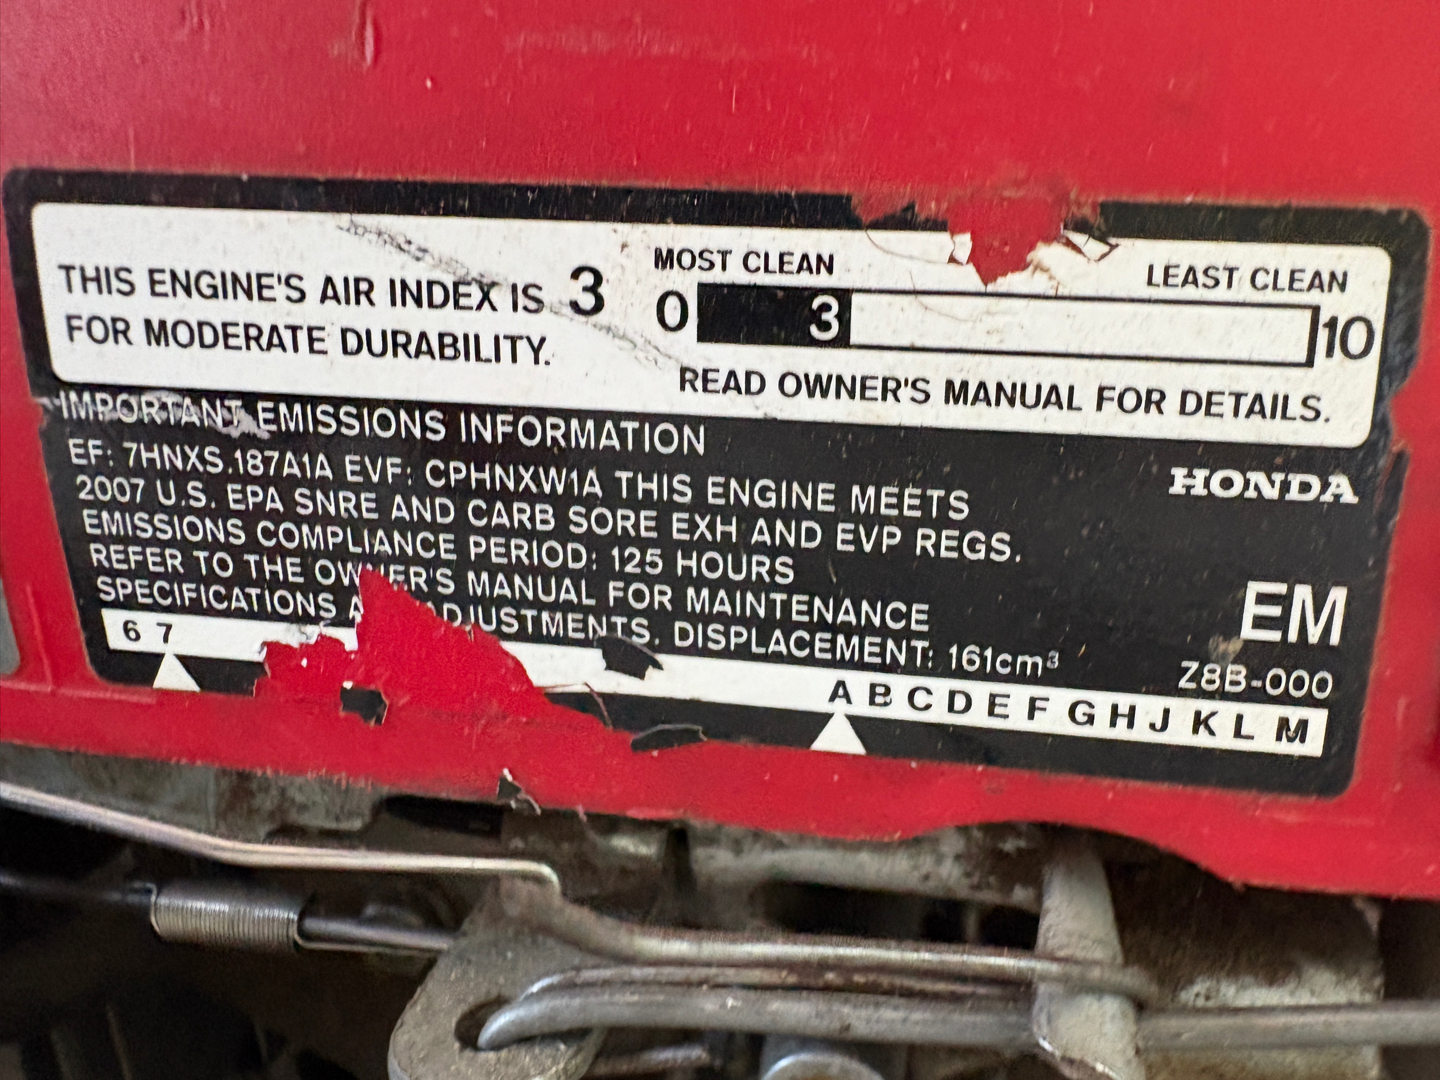 THIS ENGINE'S AIR INDEX IS 3
FOR MODERATE DURABILITY.
MOST CLEAN
LEAST CLEAN
0 3 10
READ OWNER'S MANUAL FOR DETAILS.
IMPORTANT EMISSIONS INFORMATION
EF: 7HNXS.187A1A EVF: CPHNXW1A THIS ENGINE MEETS
2007 U.S. EPA SNRE AND CARB SORE EXH AND EVP REGS.
EMISSIONS COMPLIANCE PERIOD: 125 HOURS
REFER TO THE OWNER'S MANUAL FOR MAINTENANCE
SPECIFICATIONS ADJUSTMENTS. DISPLACEMENT: 161cm³
HONDA
EM
Z8B-000
6 7
A B C D E F G H J K L M